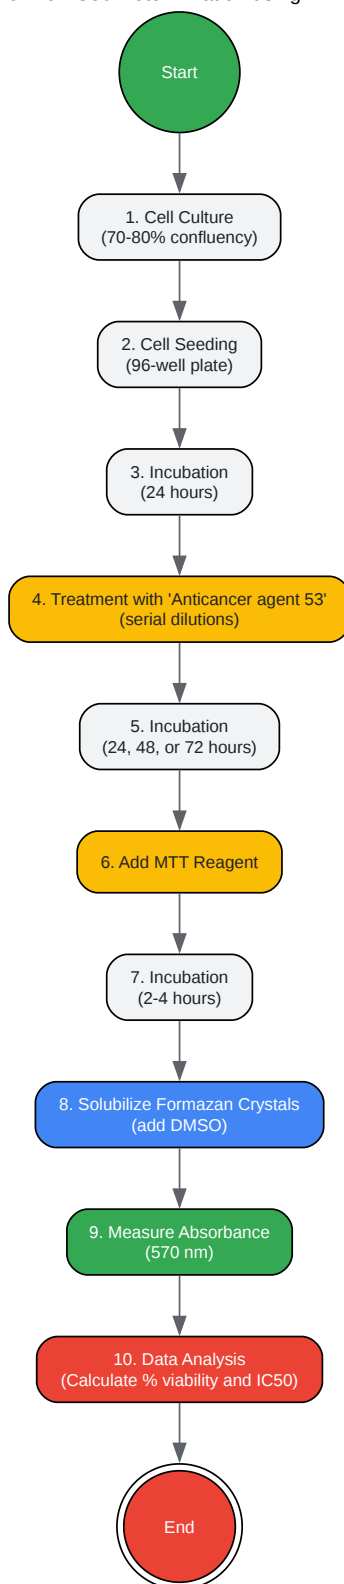 Start
1. Cell Culture
(70-80% confluency)
2. Cell Seeding
(96-well plate)
3. Incubation
(24 hours)
4. Treatment with 'Anticancer agent 53'
(serial dilutions)
5. Incubation
(24, 48, or 72 hours)
6. Add MTT Reagent
7. Incubation
(2-4 hours)
8. Solubilize Formazan Crystals
(add DMSO)
9. Measure Absorbance
(570 nm)
10. Data Analysis
(Calculate % viability and IC50)
End